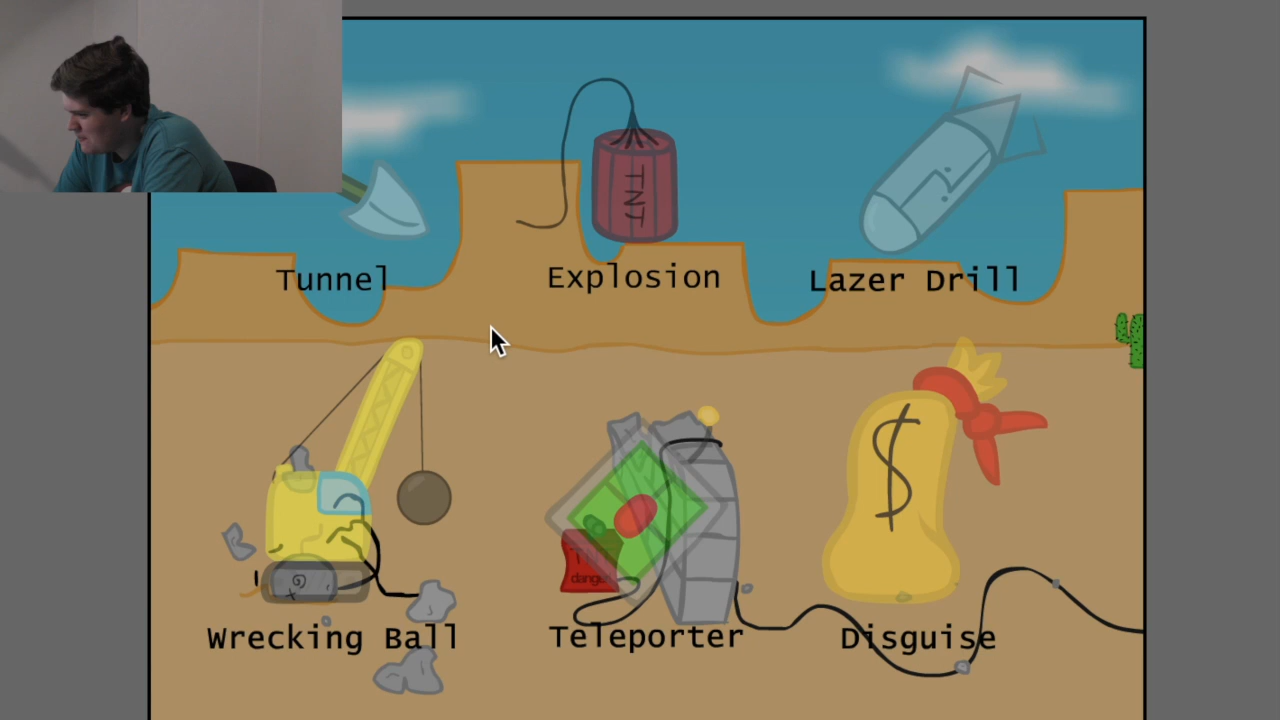 TNT
Tunnel
Explosion
Lazer Drill
$
Wrecking Ball
Teleporter
Disguise